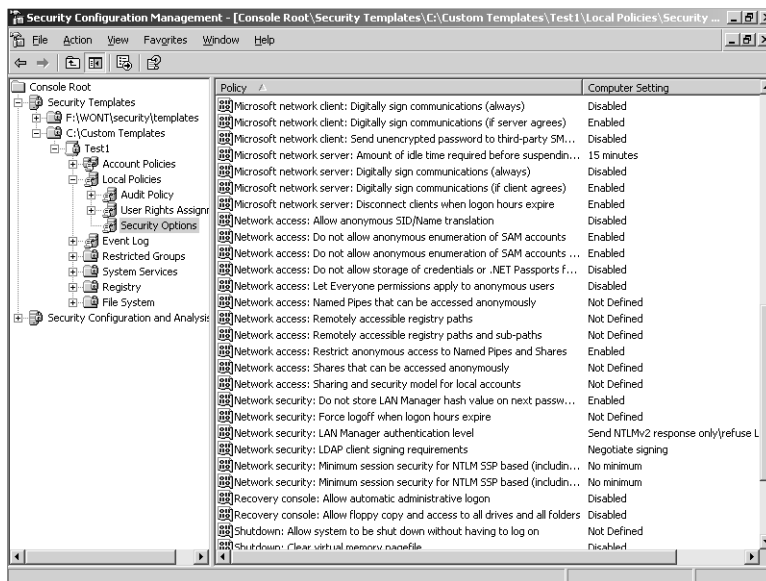 Security Configuration Management - [Console Root\Security Templates\C:\Custom Templates\Test1\Local Policies\Security ...
File Action View Favorites Window Help
Console Root
Security Templates
F:\WONT\security\templates
C:\Custom Templates
Test1
Account Policies
Local Policies
Audit Policy
User Rights Assignr
Security Options
Event Log
Restricted Groups
System Services
Registry
File System
Security Configuration and Analysis
Policy Computer Setting
Microsoft network client: Digitally sign communications (always) Disabled
Microsoft network client: Digitally sign communications (if server agrees) Enabled
Microsoft network client: Send unencrypted password to third-party SM... Disabled
Microsoft network server: Amount of idle time required before suspendin... 15 minutes
Microsoft network server: Digitally sign communications (always) Disabled
Microsoft network server: Digitally sign communications (if client agrees) Enabled
Microsoft network server: Disconnect clients when logon hours expire Enabled
Network access: Allow anonymous SID/Name translation Disabled
Network access: Do not allow anonymous enumeration of SAM accounts Enabled
Network access: Do not allow anonymous enumeration of SAM accounts ... Enabled
Network access: Do not allow storage of credentials or .NET Passports f... Disabled
Network access: Let Everyone permissions apply to anonymous users Disabled
Network access: Named Pipes that can be accessed anonymously Not Defined
Network access: Remotely accessible registry paths Not Defined
Network access: Remotely accessible registry paths and sub-paths Not Defined
Network access: Restrict anonymous access to Named Pipes and Shares Enabled
Network access: Shares that can be accessed anonymously Not Defined
Network access: Sharing and security model for local accounts Not Defined
Network security: Do not store LAN Manager hash value on next passw... Enabled
Network security: Force logoff when logon hours expire Not Defined
Network security: LAN Manager authentication level Send NTLMv2 response only\refuse L
Network security: LDAP client signing requirements Negotiate signing
Network security: Minimum session security for NTLM SSP based (includin... No minimum
Network security: Minimum session security for NTLM SSP based (includin... No minimum
Recovery console: Allow automatic administrative logon Disabled
Recovery console: Allow floppy copy and access to all drives and all folders Disabled
Shutdown: Allow system to be shut down without having to log on Not Defined
Shutdown: Clear virtual memory pagefile Disabled